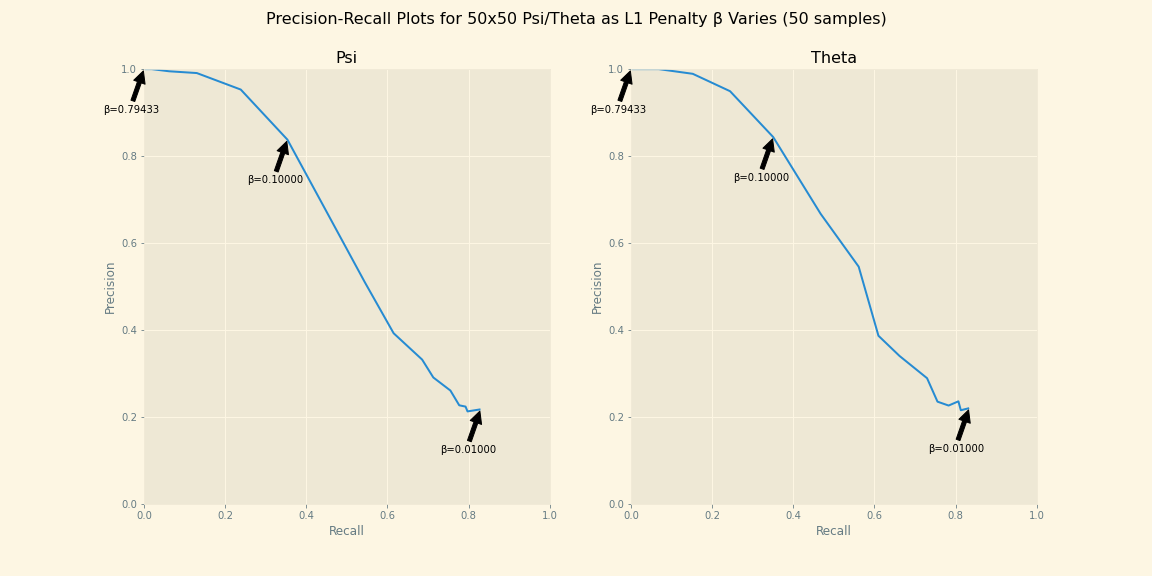 Precision-Recall Plots for 50x50 Psi/Theta as L1 Penalty β Varies (50 samples)
Psi
1.0
0.8
0.6
0.4
0.2
0.0
Precision
β=0.79433
β=0.10000
β=0.01000
0.0 0.2 0.4 0.6 0.8 1.0
Recall
Theta
1.0
0.8
0.6
0.4
0.2
0.0
Precision
β=0.79433
β=0.10000
β=0.01000
0.0 0.2 0.4 0.6 0.8 1.0
Recall